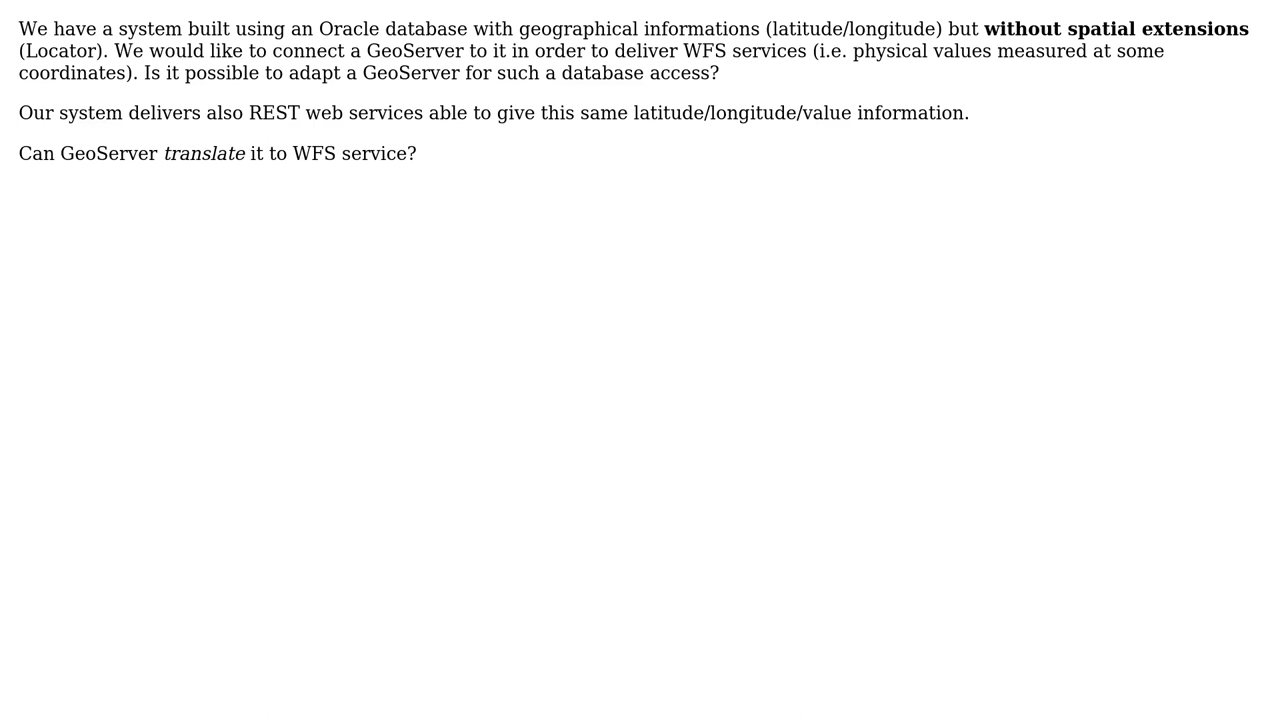 We have a system built using an Oracle database with geographical informations (latitude/longitude) but without spatial extensions
(Locator). We would like to connect a GeoServer to it in order to deliver WFS services (i.e. physical values measured at some
coordinates). Is it possible to adapt a GeoServer for such a database access?
Our system delivers also REST web services able to give this same latitude/longitude/value information.
Can GeoServer translate it to WFS service?